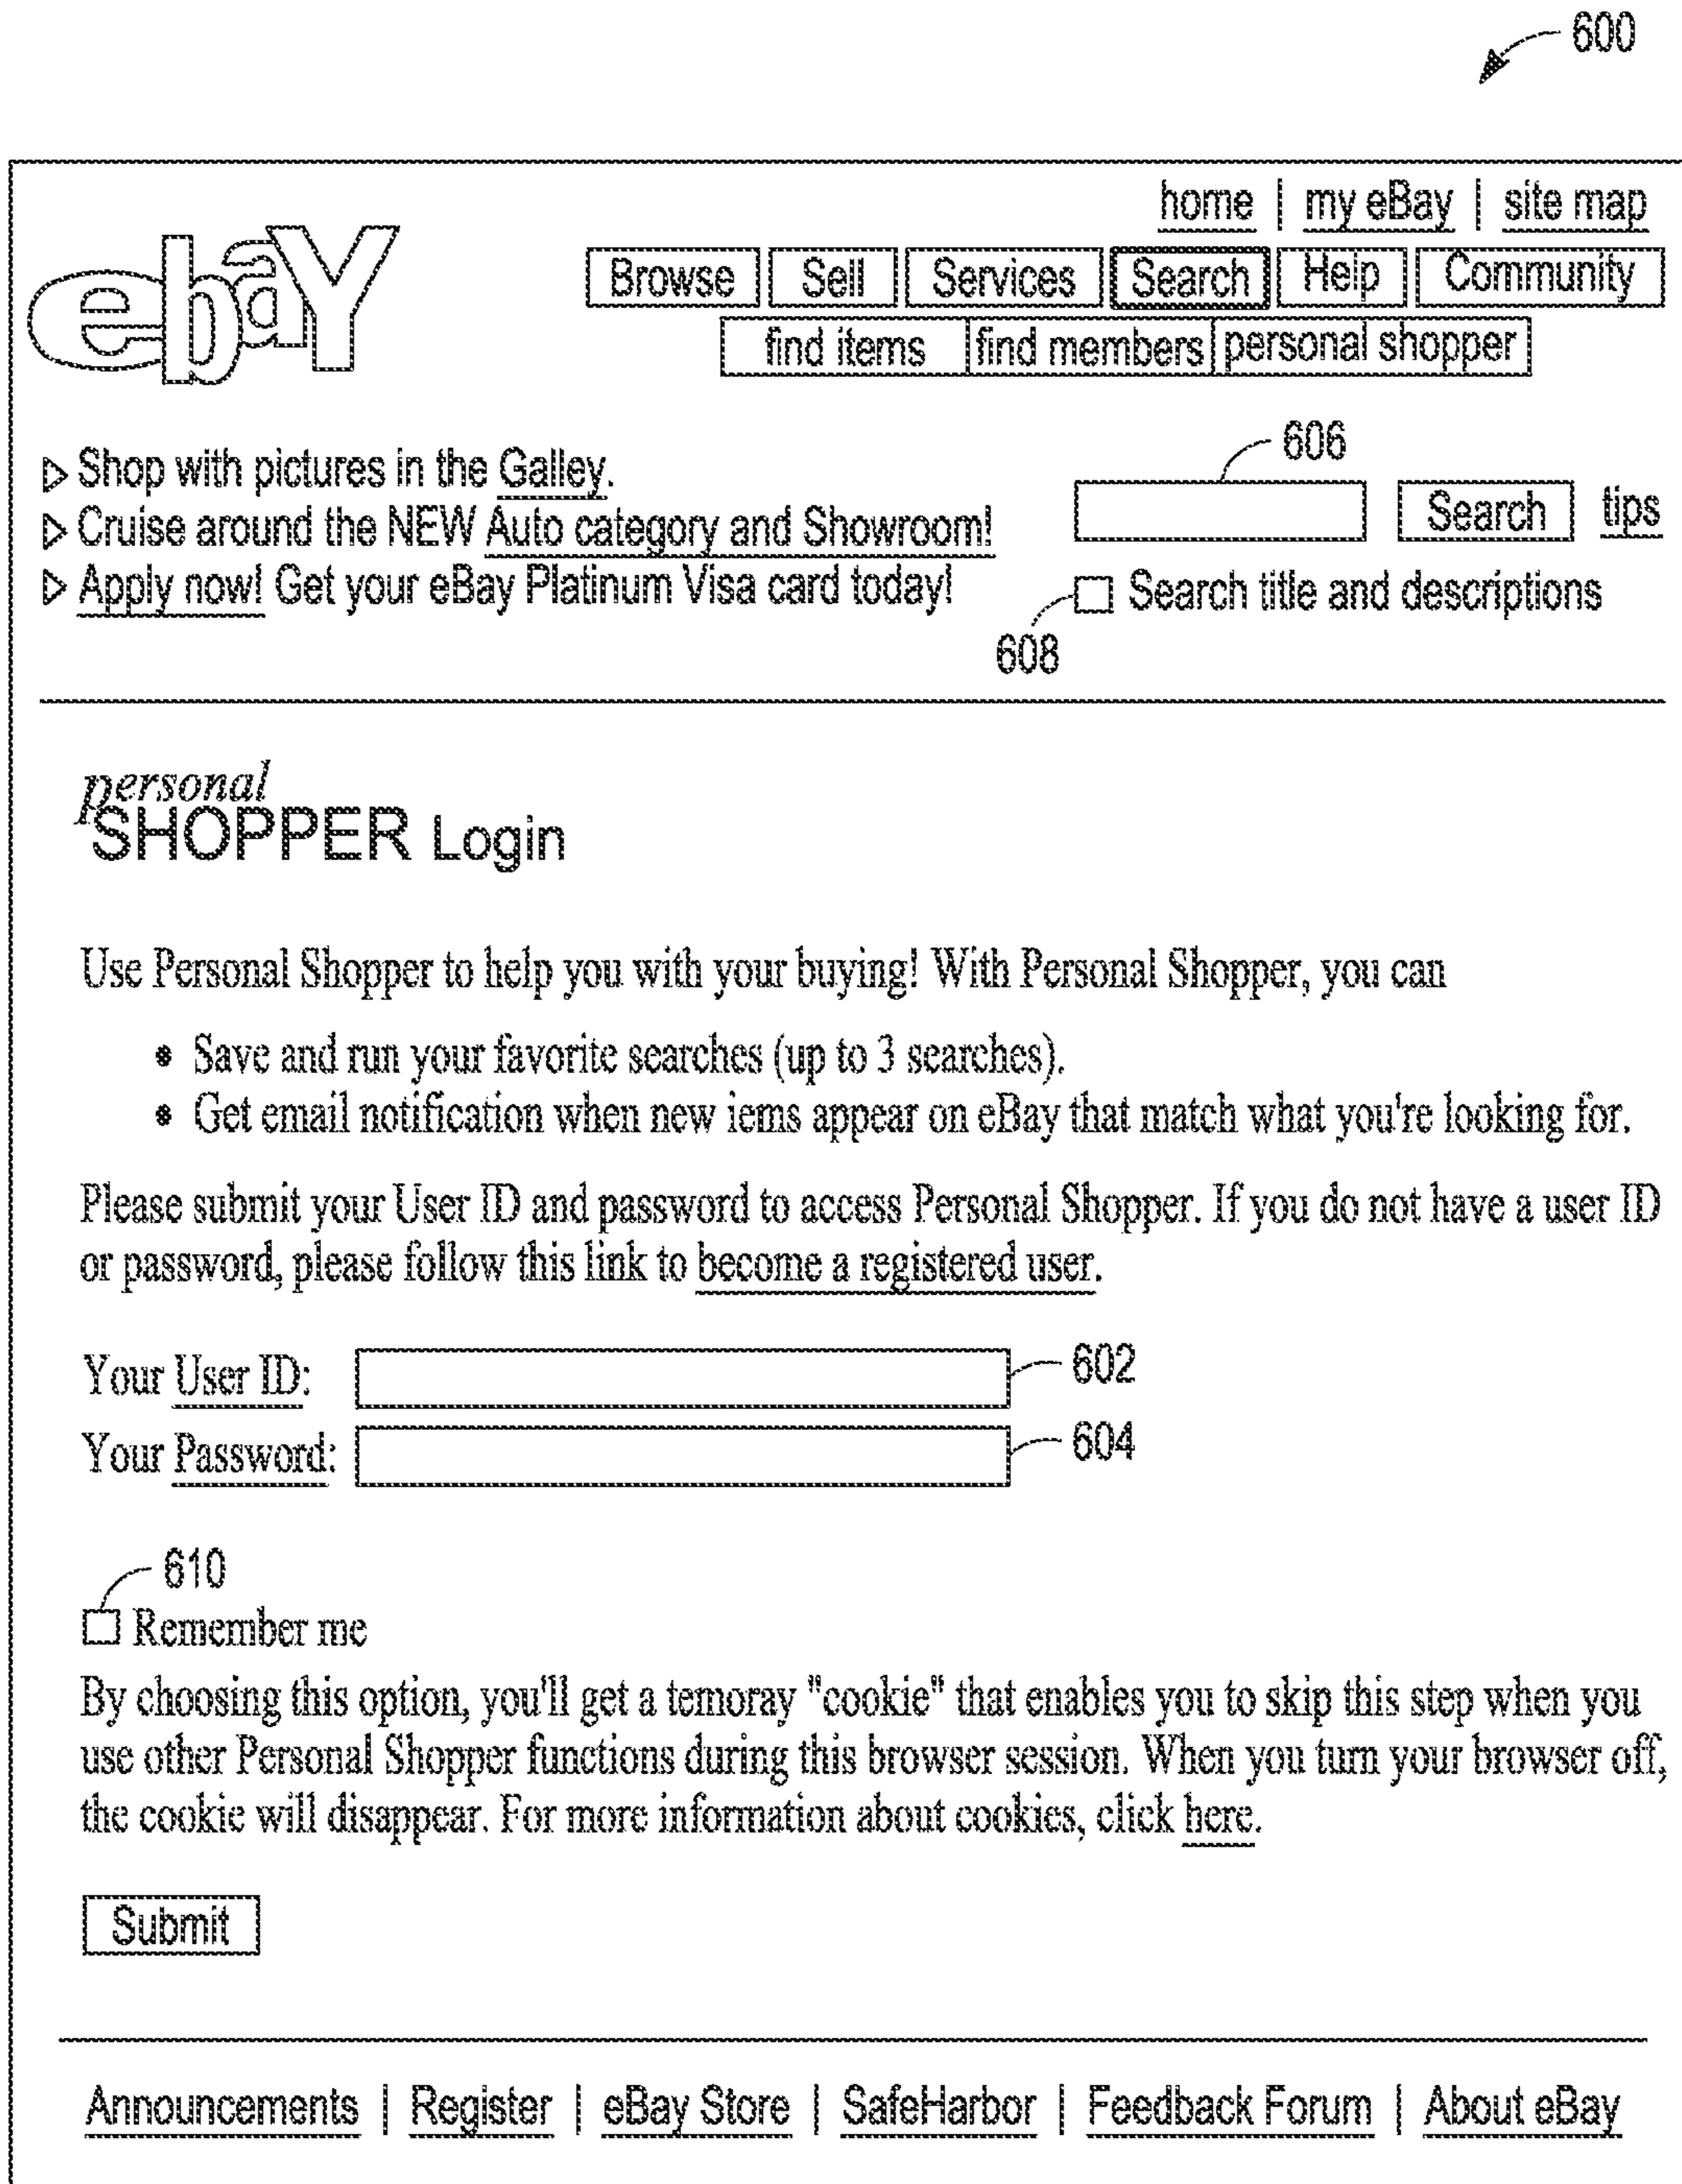 600
home | my eBay | site map
ebaY
Browse Sell Services Search Help Community
find items find members personal shopper
606
Shop with pictures in the Galley.
Cruise around the NEW Auto category and Showroom!
Search tips
Apply now! Get your eBay Platinum Visa card today!
Search title and descriptions
608
personal
SHOPPER Login
Use Personal Shopper to help you with your buying! With Personal Shopper, you can
• Save and run your favorite searches (up to 3 searches).
• Get email notification when new iems appear on eBay that match what you're looking for.
Please submit your User ID and password to access Personal Shopper. If you do not have a user ID
or password, please follow this link to become a registered user.
Your User ID: 602
Your Password: 604
610
Remember me
By choosing this option, you'll get a temoray "cookie" that enables you to skip this step when you
use other Personal Shopper functions during this browser session. When you turn your browser off,
the cookie will disappear. For more information about cookies, click here.
Submit
Announcements | Register | eBay Store | SafeHarbor | Feedback Forum | About eBay